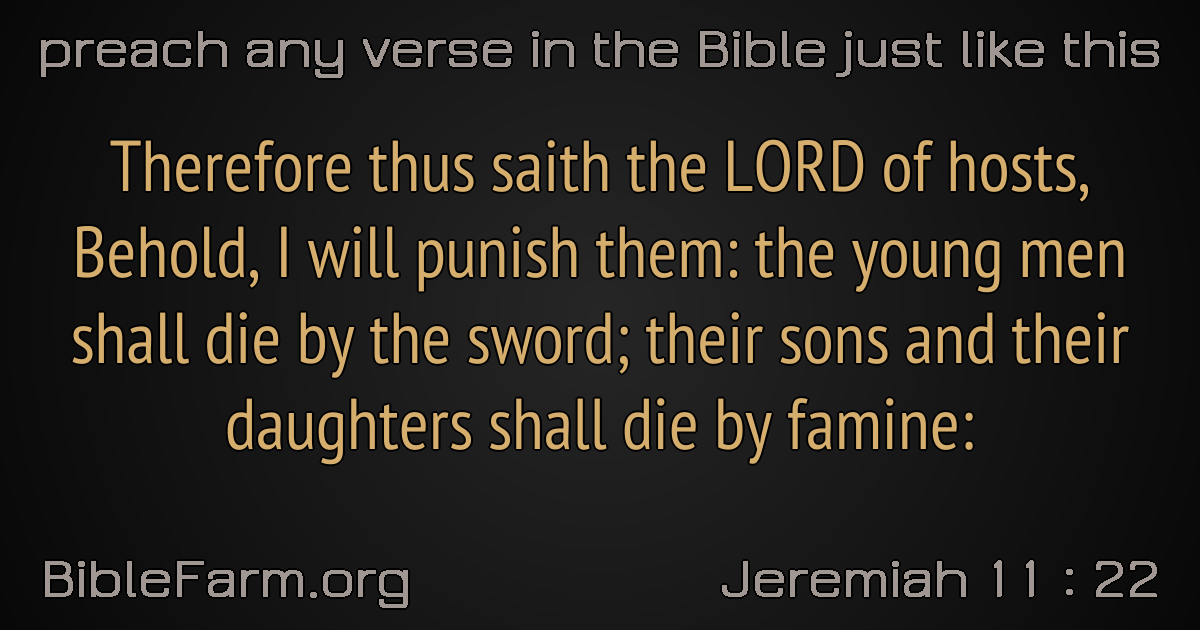 preach any verse in the Bible just like this
Therefore thus saith the LORD of hosts,
Behold, I will punish them: the young men
shall die by the sword; their sons and their
daughters shall die by famine:
BibleFarm.org
Jeremiah 11 : 22